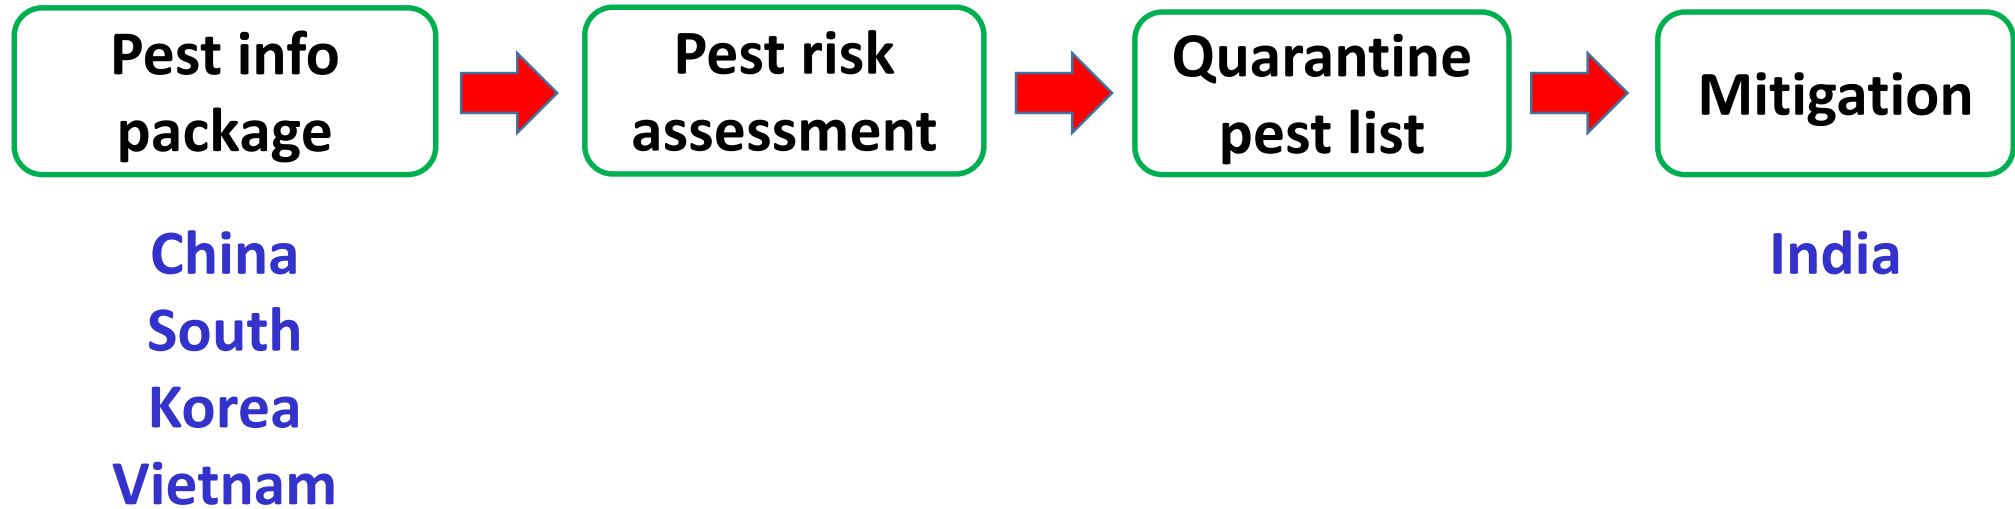 Pest info
package
Pest risk
assessment
Quarantine
pest list
Mitigation
China
South
Korea
Vietnam
India